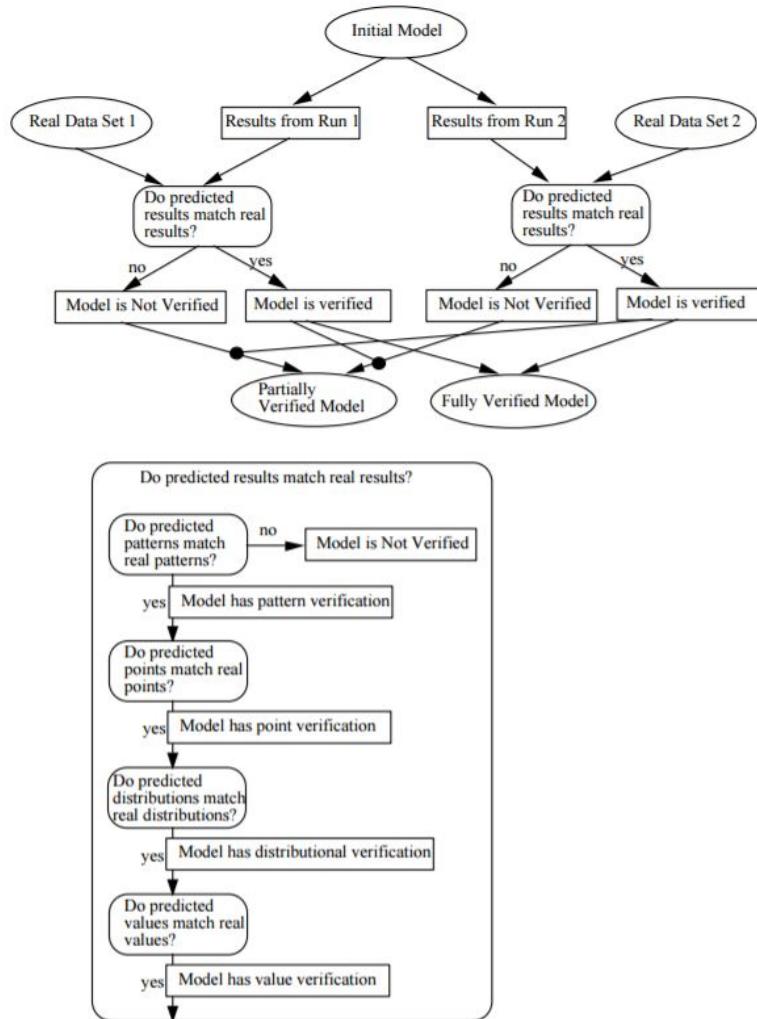 Initial Model
Real Data Set 1
Results from Run 1
Results from Run 2
Real Data Set 2
Do predicted
results match real
results?
Do predicted
results match real
results?
no
yes
no
yes
Model is Not Verified
Model is verified
Model is Not Verified
Model is verified
Partially
Verified Model
Fully Verified Model
Do predicted results match real results?
Do predicted
patterns match
real patterns?
no
Model is Not Verified
yes
Model has pattern verification
Do predicted
points match real
points?
yes
Model has point verification
Do predicted
distributions match
real distributions?
yes
Model has distributional verification
Do predicted
values match real
values?
yes
Model has value verification